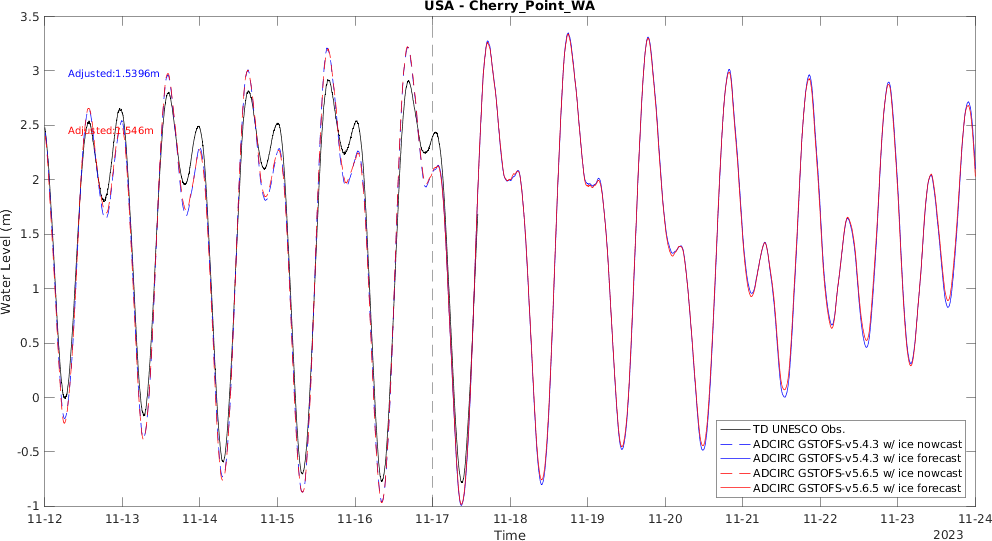 USA - Cherry_Point_WA
3.5
3
2.5
2
1.5
1
0.5
0
-0.5
-1
Water Level (m)
Adjusted:1.5396m
Adjusted:1.546m
TD UNESCO Obs.
ADCIRC GSTOFS-v5.4.3 w/ ice nowcast
ADCIRC GSTOFS-v5.4.3 w/ ice forecast
ADCIRC GSTOFS-v5.6.5 w/ ice nowcast
ADCIRC GSTOFS-v5.6.5 w/ ice forecast
11-12 11-13 11-14 11-15 11-16 11-17 11-18 11-19 11-20 11-21 11-22 11-23 11-24
Time
2023